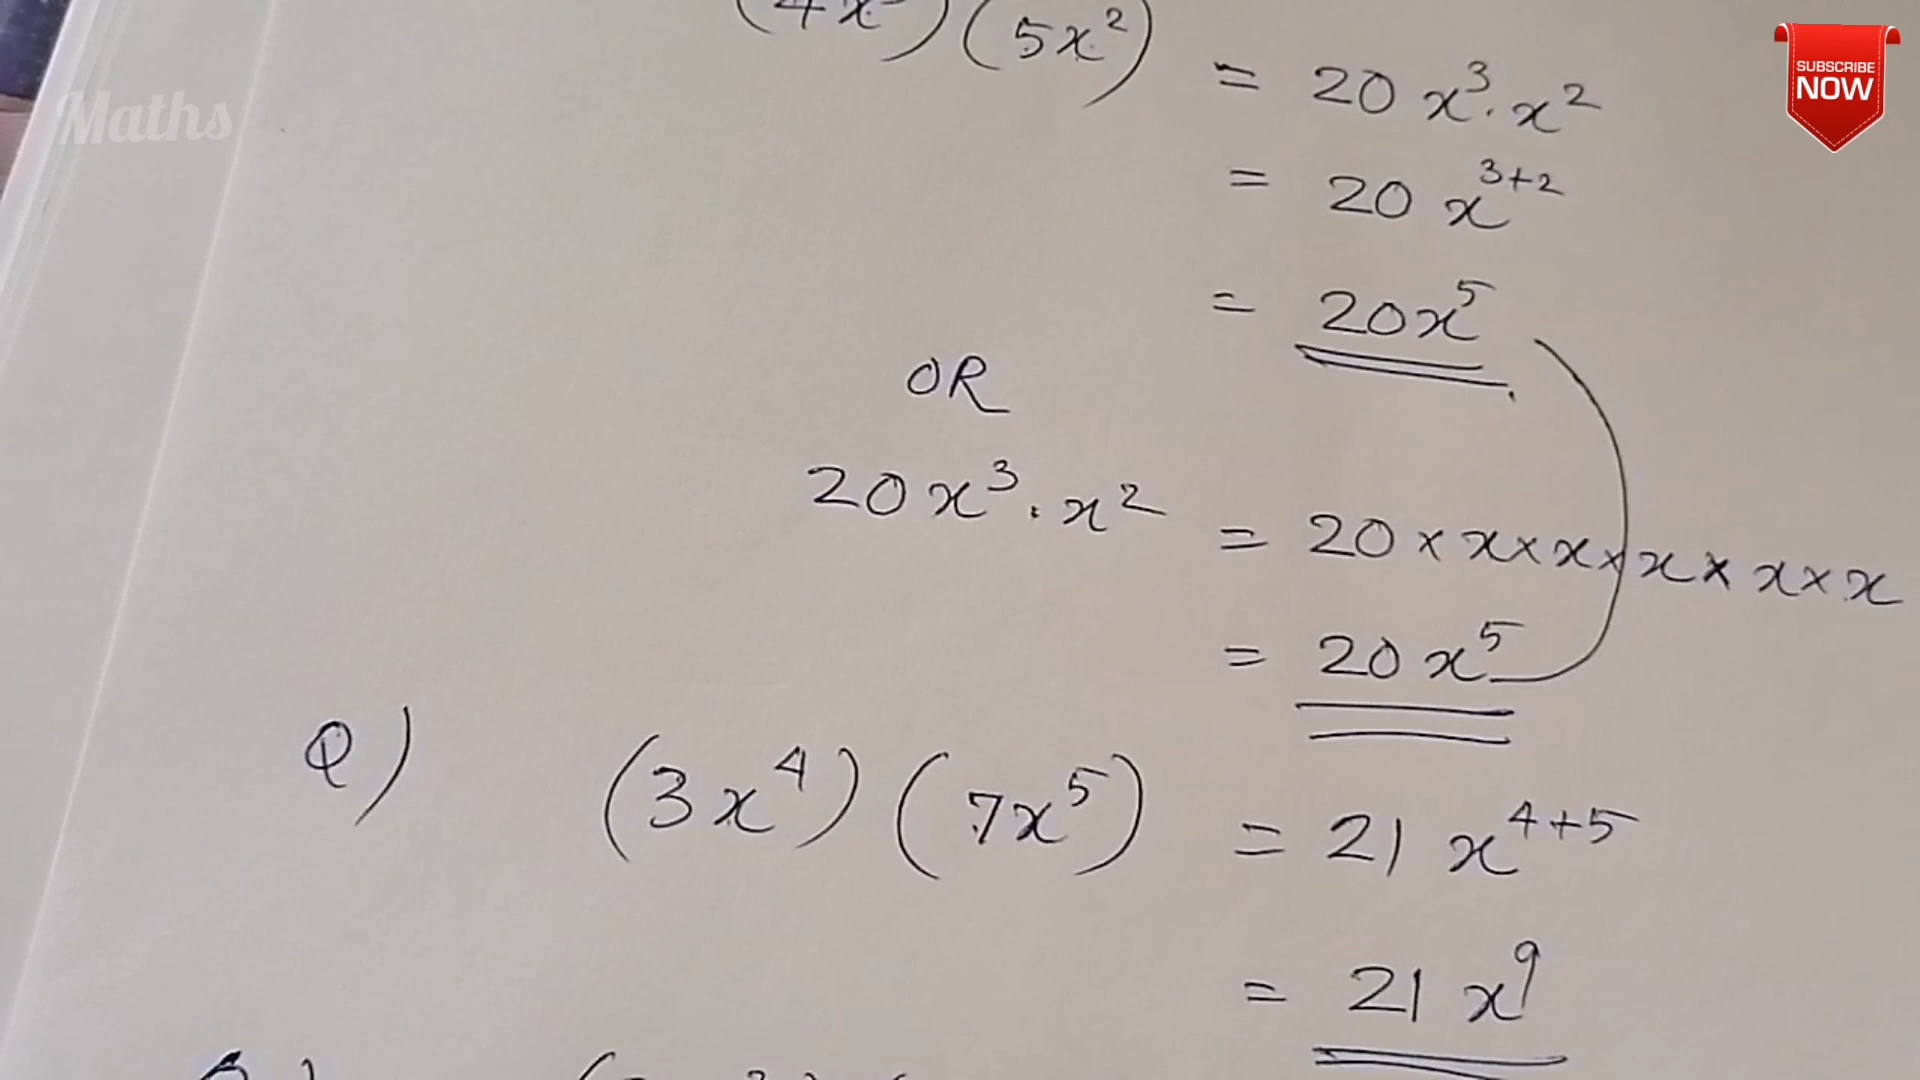 (4x³)(5x²) = 20 x³·x²
= 20 x³⁺²
= 20x⁵
OR
20x³·x² = 20 × x × x × x × x × x
= 20 x⁵
Q) (3x⁴)(7x⁵) = 21 x⁴⁺⁵
= 21 x⁹
Maths
SUBSCRIBE
NOW